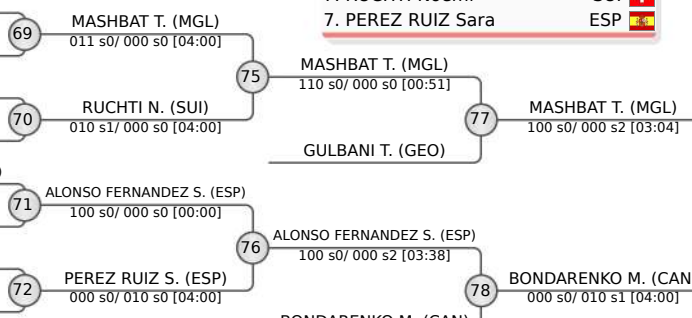 7. PEREZ RUIZ Sara ESP
69
MASHBAT T. (MGL)
011 s0/ 000 s0 [04:00]
75
MASHBAT T. (MGL)
110 s0/ 000 s0 [00:51]
70
RUCHTI N. (SUI)
010 s1/ 000 s0 [04:00]
77
MASHBAT T. (MGL)
100 s0/ 000 s2 [03:04]
GULBANI T. (GEO)
71
ALONSO FERNANDEZ S. (ESP)
100 s0/ 000 s0 [00:00]
76
ALONSO FERNANDEZ S. (ESP)
100 s0/ 000 s2 [03:38]
72
PEREZ RUIZ S. (ESP)
000 s0/ 010 s0 [04:00]
78
BONDARENKO M. (CAN
000 s0/ 010 s1 [04:00]